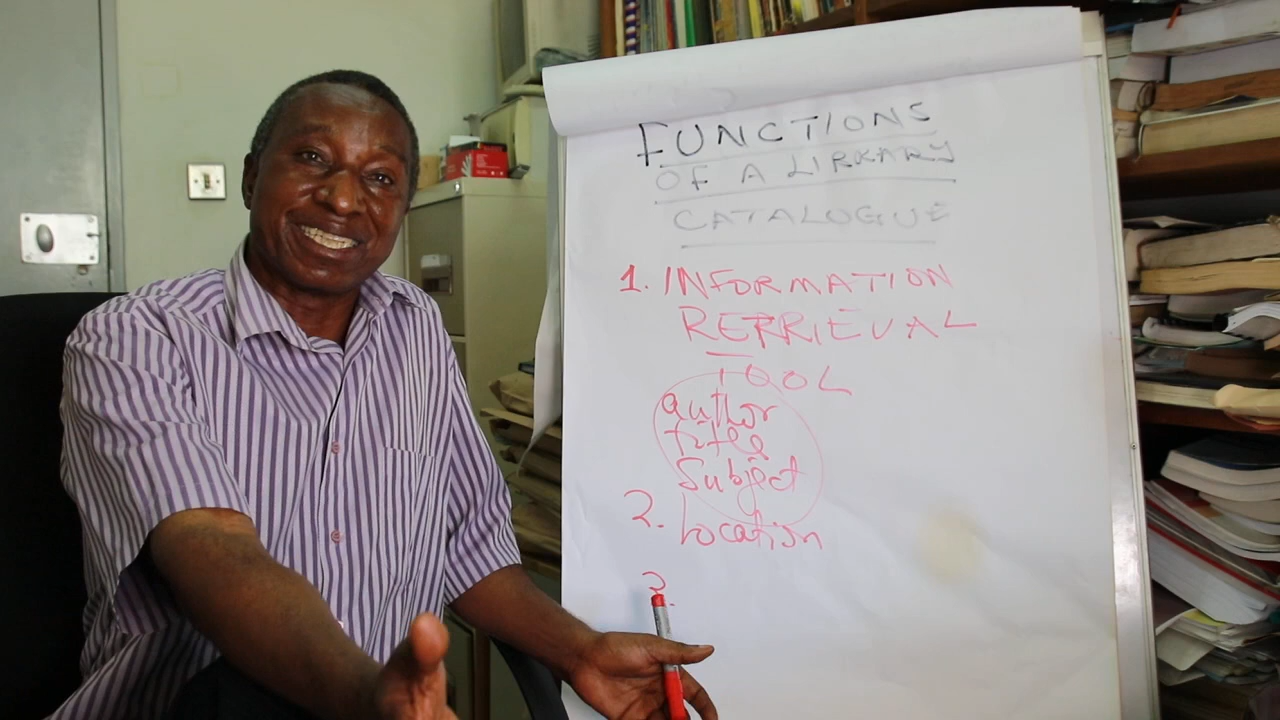 FUNCTIONS
OF A LIBRARY
CATALOGUE
1. INFORMATION
RETRIEVAL
TOOL
author
title
Subject
2. Location
3.